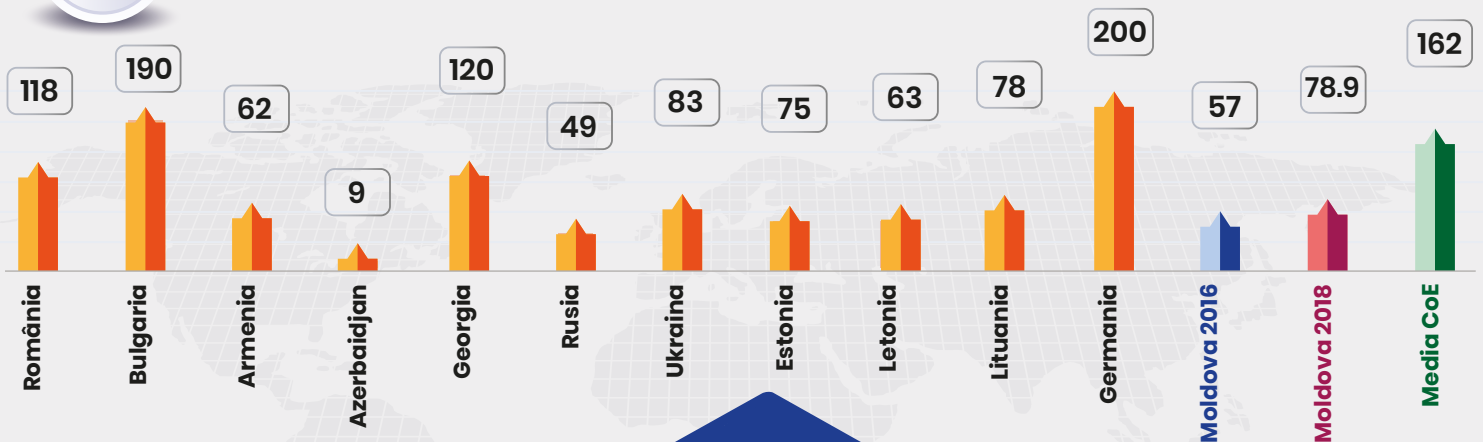 118
190
62
9
120
49
83
75
63
78
200
57
78.9
162
România
Bulgaria
Armenia
Azerbaidjan
Georgia
Rusia
Ukraina
Estonia
Letonia
Lituania
Germania
Moldova 2016
Moldova 2018
Media CoE